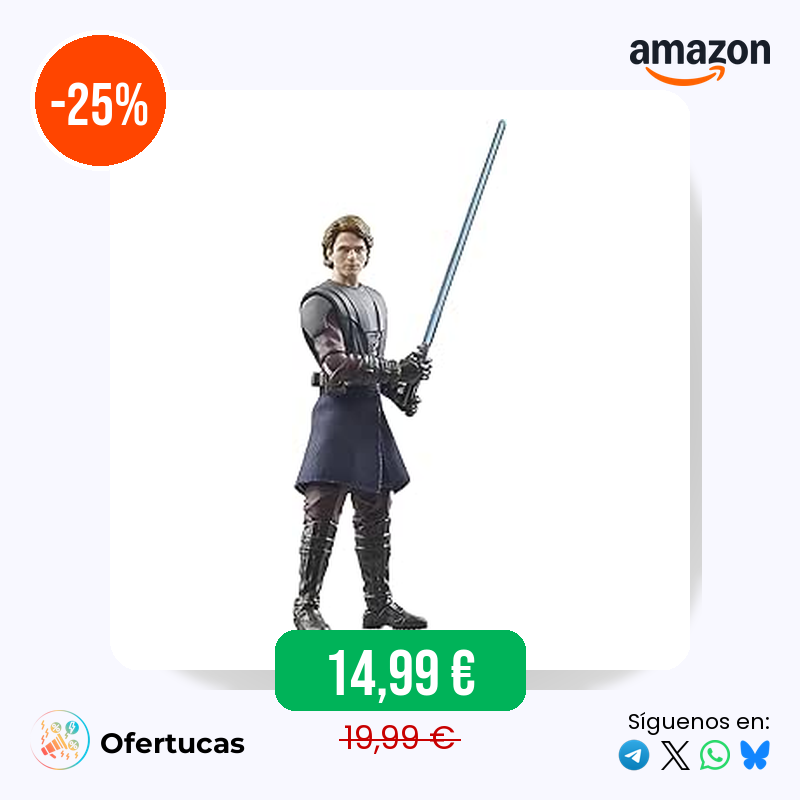 -25%
amazon
14,99 €
19,99 €
Ofertucas
Síguenos en: